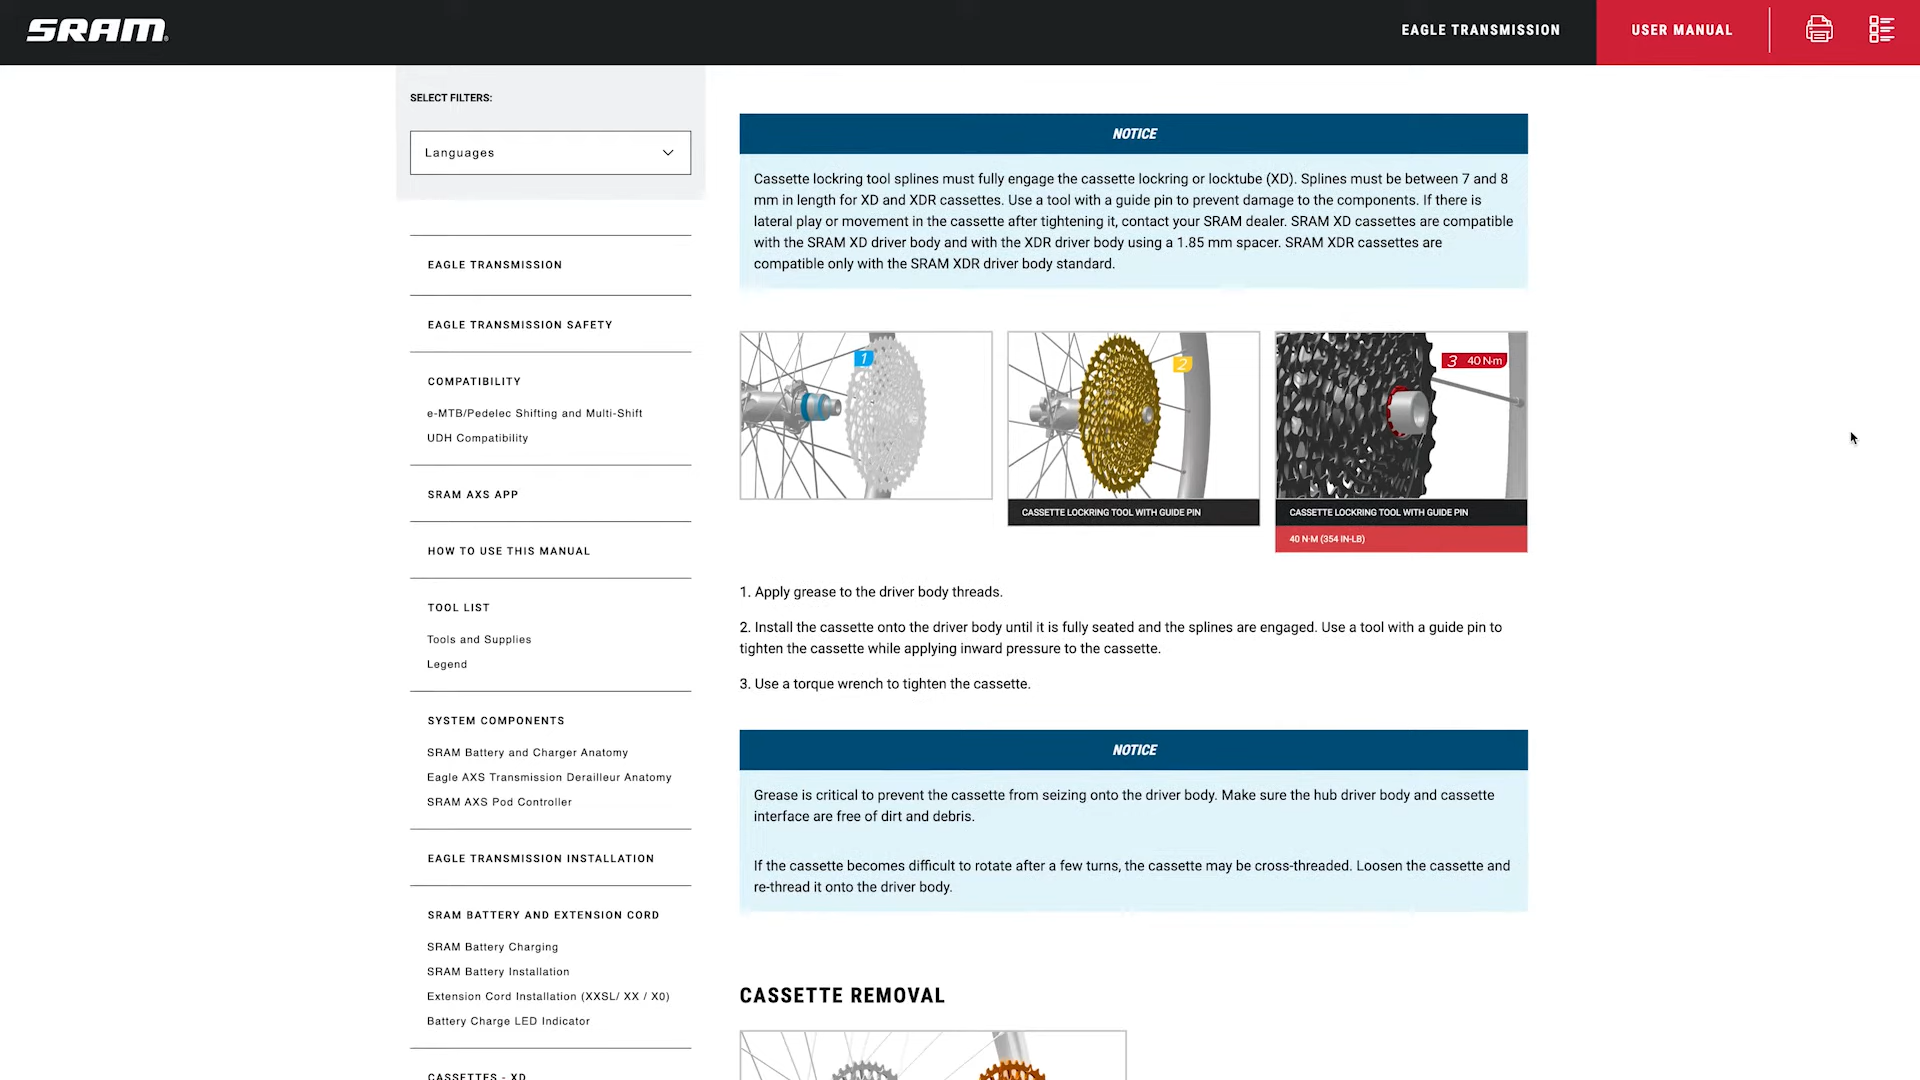 SRAM
EAGLE TRANSMISSION
USER MANUAL
SELECT FILTERS:
Languages
EAGLE TRANSMISSION
EAGLE TRANSMISSION SAFETY
COMPATIBILITY
e-MTB/Pedelec Shifting and Multi-Shift
UDH Compatibility
SRAM AXS APP
HOW TO USE THIS MANUAL
TOOL LIST
Tools and Supplies
Legend
SYSTEM COMPONENTS
SRAM Battery and Charger Anatomy
Eagle AXS Transmission Derailleur Anatomy
SRAM AXS Pod Controller
EAGLE TRANSMISSION INSTALLATION
SRAM BATTERY AND EXTENSION CORD
SRAM Battery Charging
SRAM Battery Installation
Extension Cord Installation (XXSL/ XX / X0)
Battery Charge LED Indicator
CASSETTES - XD
NOTICE
Cassette lockring tool splines must fully engage the cassette lockring or locktube (XD). Splines must be between 7 and 8
mm in length for XD and XDR cassettes. Use a tool with a guide pin to prevent damage to the components. If there is
lateral play or movement in the cassette after tightening it, contact your SRAM dealer. SRAM XD cassettes are compatible
with the SRAM XD driver body and with the XDR driver body using a 1.85 mm spacer. SRAM XDR cassettes are
compatible only with the SRAM XDR driver body standard.
1
2
3 40 N·m
CASSETTE LOCKRING TOOL WITH GUIDE PIN
CASSETTE LOCKRING TOOL WITH GUIDE PIN
40 N·M (354 IN-LB)
1. Apply grease to the driver body threads.
2. Install the cassette onto the driver body until it is fully seated and the splines are engaged. Use a tool with a guide pin to
tighten the cassette while applying inward pressure to the cassette.
3. Use a torque wrench to tighten the cassette.
NOTICE
Grease is critical to prevent the cassette from seizing onto the driver body. Make sure the hub driver body and cassette
interface are free of dirt and debris.
If the cassette becomes difficult to rotate after a few turns, the cassette may be cross-threaded. Loosen the cassette and
re-thread it onto the driver body.
CASSETTE REMOVAL